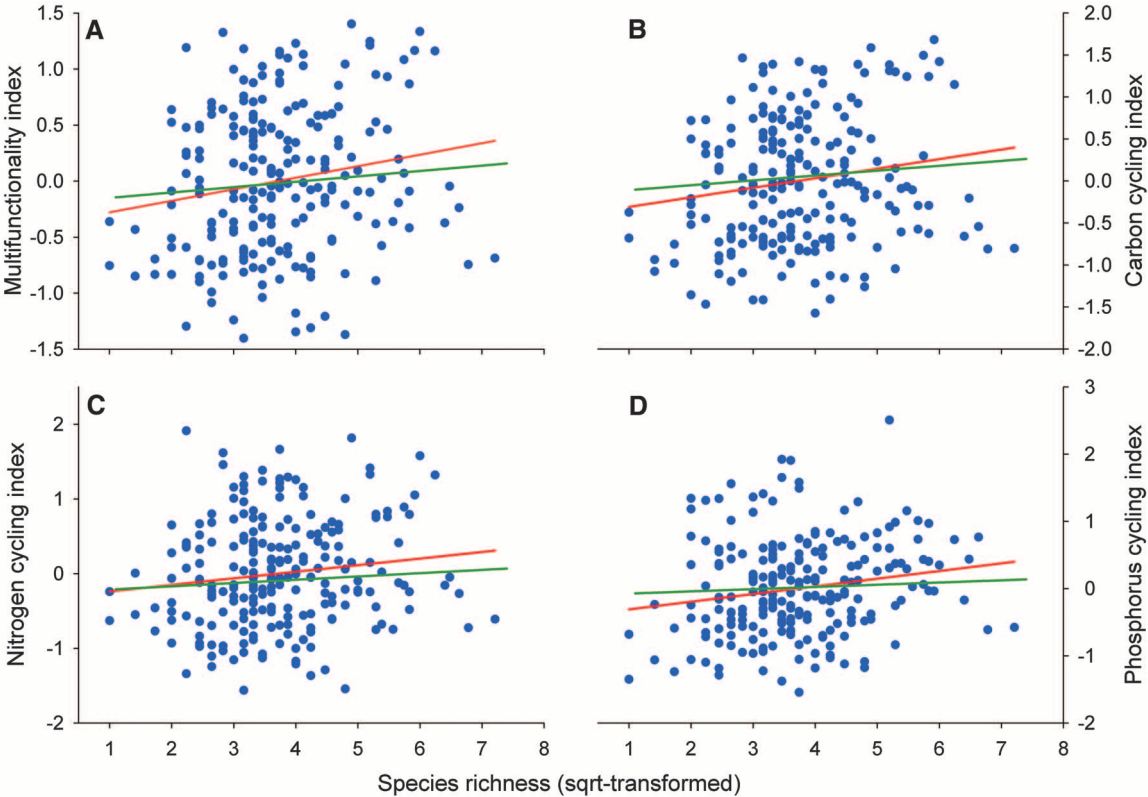 A
B
1.5
1.0
0.5
0.0
-0.5
-1.0
-1.5
Multifunctionality index
2.0
1.5
1.0
0.5
0.0
-0.5
-1.0
-1.5
-2.0
Carbon cycling index
C
D
2
1
0
-1
-2
Nitrogen cycling index
3
2
1
0
-1
-2
Phosphorus cycling index
1 2 3 4 5 6 7 8
1 2 3 4 5 6 7 8
Species richness (sqrt-transformed)